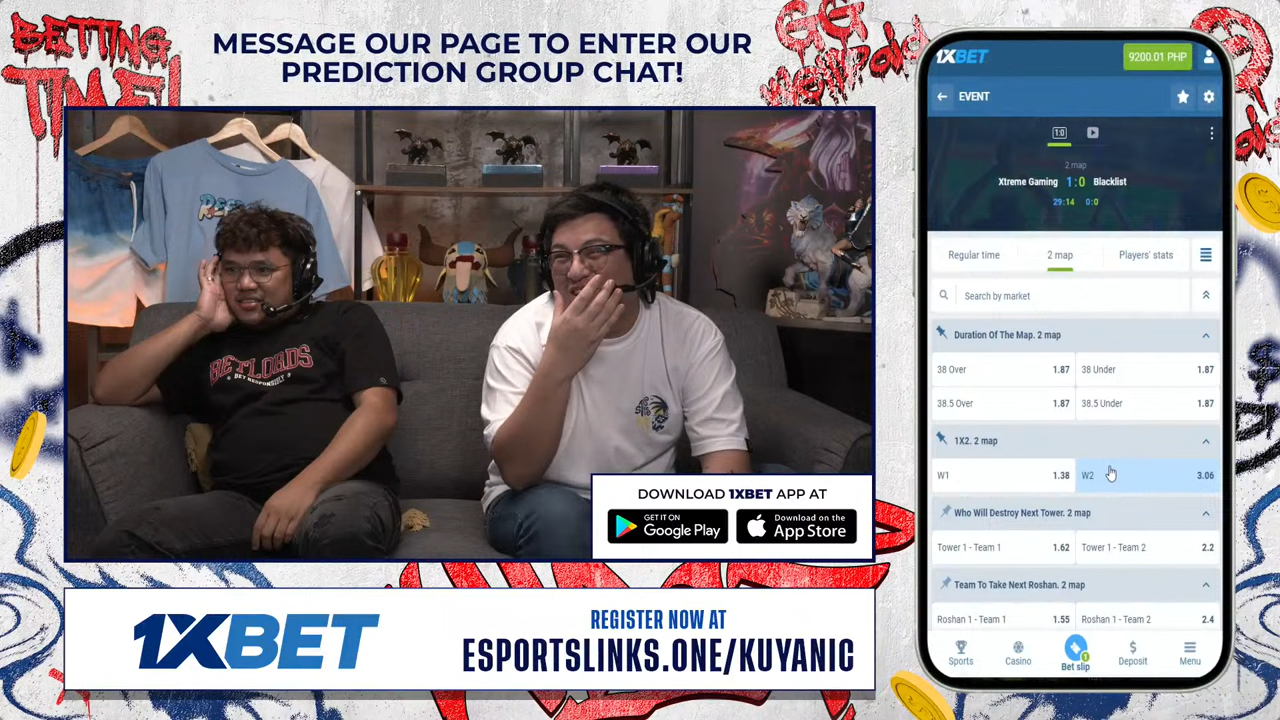 BETTING
TIME!
MESSAGE OUR PAGE TO ENTER OUR
PREDICTION GROUP CHAT!
GG
BETLORDS
BET RESPONSIBLY
DOWNLOAD 1XBET APP AT
GET IT ON
Google Play
Download on the
App Store
1XBET
REGISTER NOW AT
ESPORTSLINKS.ONE/KUYANIC
1XBET
9200.01 PHP
EVENT
1:0
2 map
Xtreme Gaming 1:0 Blacklist
29:14 0:0
Regular time 2 map Players' stats
Search by market
Duration Of The Map. 2 map
38 Over 1.87 38 Under 1.87
38.5 Over 1.87 38.5 Under 1.87
1X2. 2 map
W1 1.38 W2 3.06
Who Will Destroy Next Tower. 2 map
Tower 1 - Team 1 1.62 Tower 1 - Team 2 2.2
Team To Take Next Roshan. 2 map
Roshan 1 - Team 1 1.55 Roshan 1 - Team 2 2.4
Sports Casino Bet slip 1 Deposit Menu